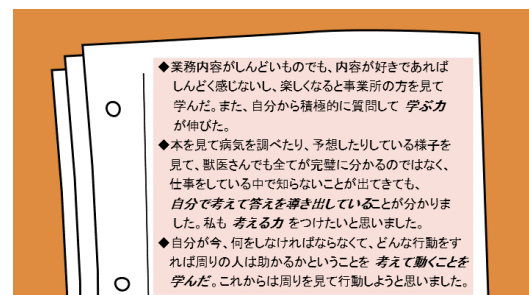 ◆業務内容がしんどいものでも、内容が好きであれば
しんどく感じないし、楽しくなると事業所の方を見て
学んだ。また、自分から積極的に質問して 学ぶ力
が伸びた。
◆本を見て病気を調べたり、予想したりしている様子を
見て、獣医さんでも全てが完璧に分かるのではなく、
仕事をしている中で知らないことが出てきても、
自分で考えて答えを導き出していることが分かりま
した。私も 考える力 をつけたいと思いました。
◆自分が今、何をしなければならなくて、どんな行動をす
れば周りの人は助かるかということを 考えて動くことを
学んだ。これからは周りを見て行動しようと思いました。